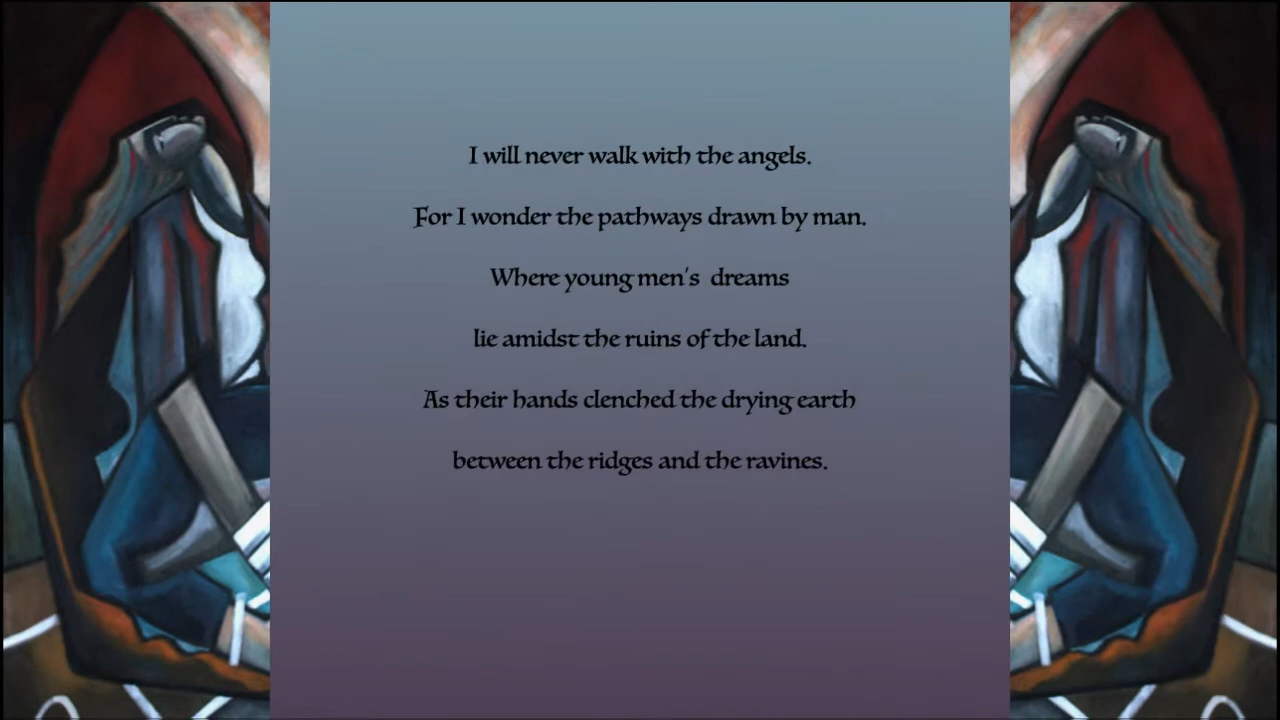 I will never walk with the angels.
For I wonder the pathways drawn by man.
Where young men's  dreams
lie amidst the ruins of the land.
As their hands clenched the drying earth
between the ridges and the ravines.